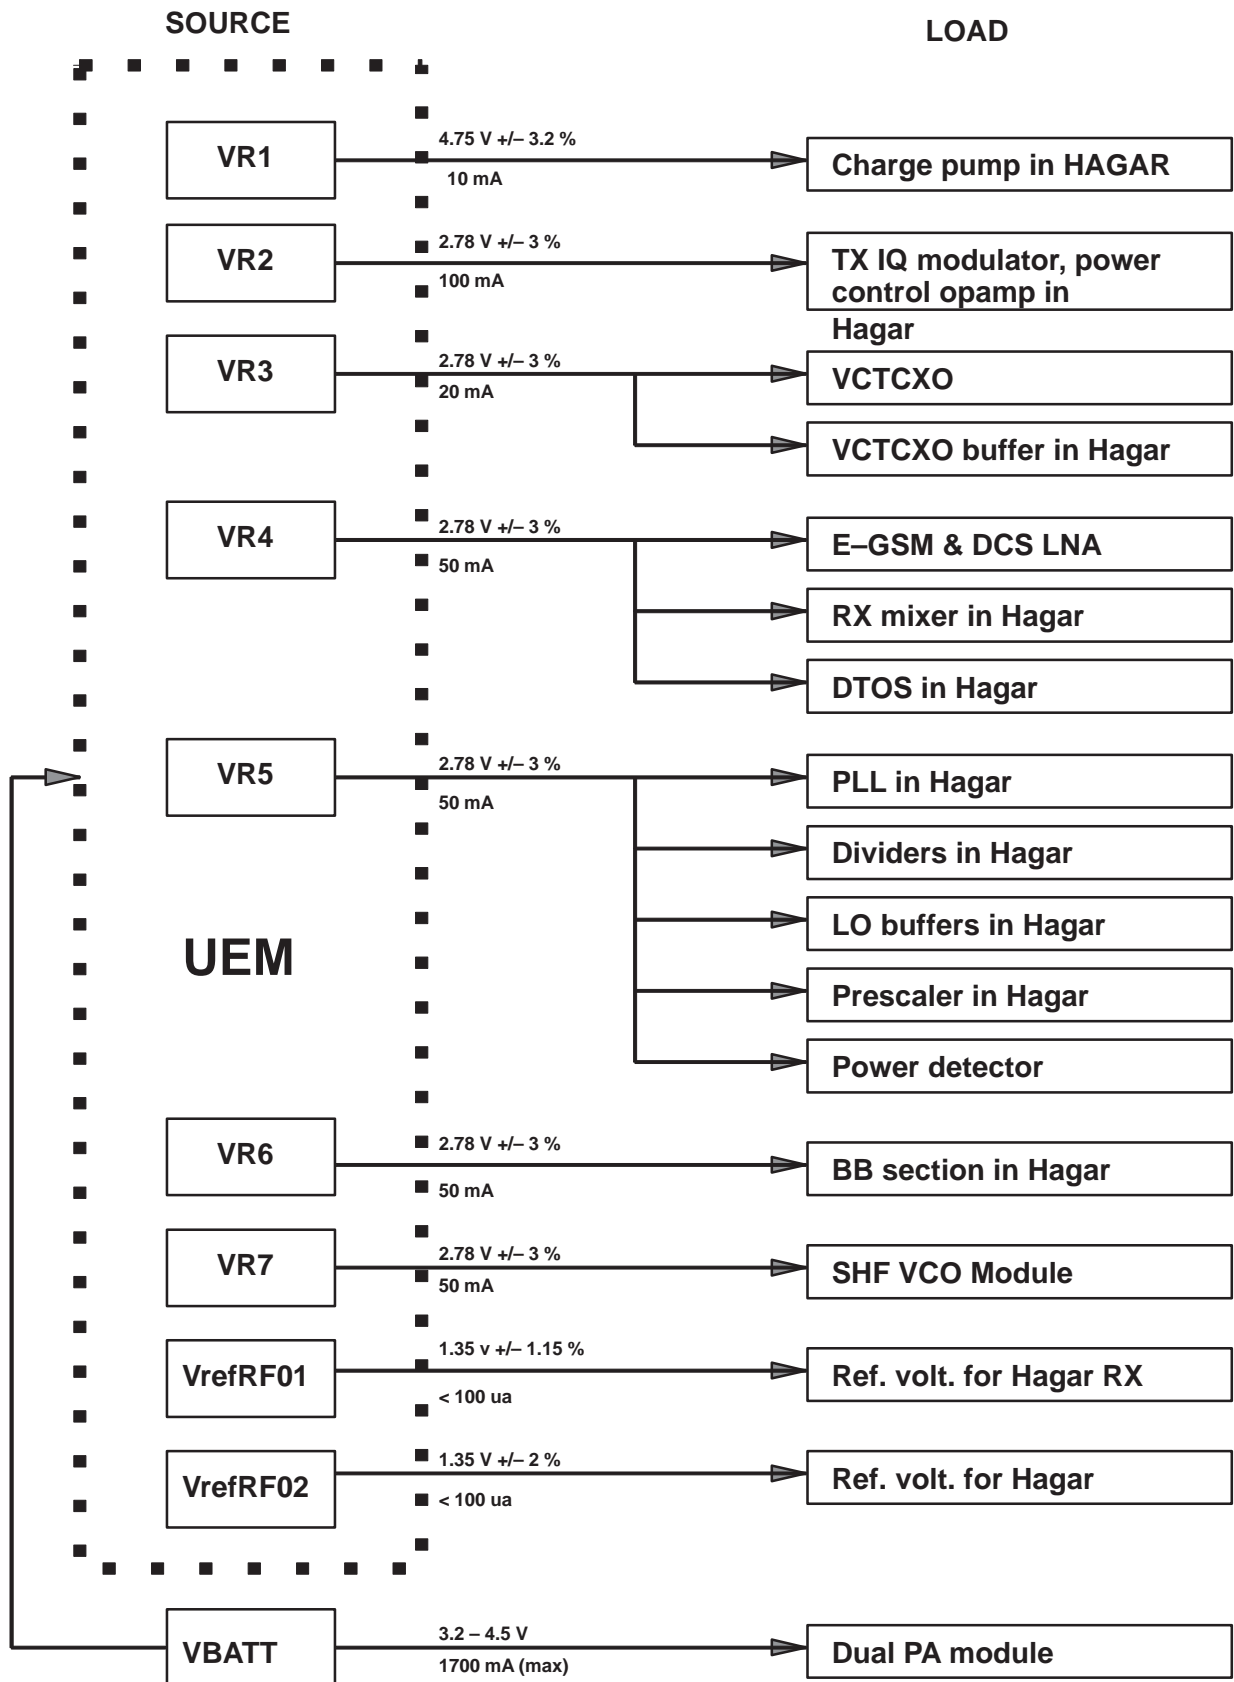 SOURCE
LOAD
VR1
4.75 V +/– 3.2 %
10 mA
Charge pump in HAGAR
VR2
2.78 V +/– 3 %
100 mA
TX IQ modulator, power
control opamp in
Hagar
VR3
2.78 V +/– 3 %
20 mA
VCTCXO
VCTCXO buffer in Hagar
VR4
2.78 V +/– 3 %
50 mA
E–GSM & DCS LNA
RX mixer in Hagar
DTOS in Hagar
VR5
2.78 V +/– 3 %
50 mA
PLL in Hagar
Dividers in Hagar
LO buffers in Hagar
UEM
Prescaler in Hagar
Power detector
VR6
2.78 V +/– 3 %
50 mA
BB section in Hagar
VR7
2.78 V +/– 3 %
50 mA
SHF VCO Module
VrefRF01
1.35 v +/– 1.15 %
< 100 ua
Ref. volt. for Hagar RX
VrefRF02
1.35 V +/– 2 %
< 100 ua
Ref. volt. for Hagar
VBATT
3.2 – 4.5 V
1700 mA (max)
Dual PA module